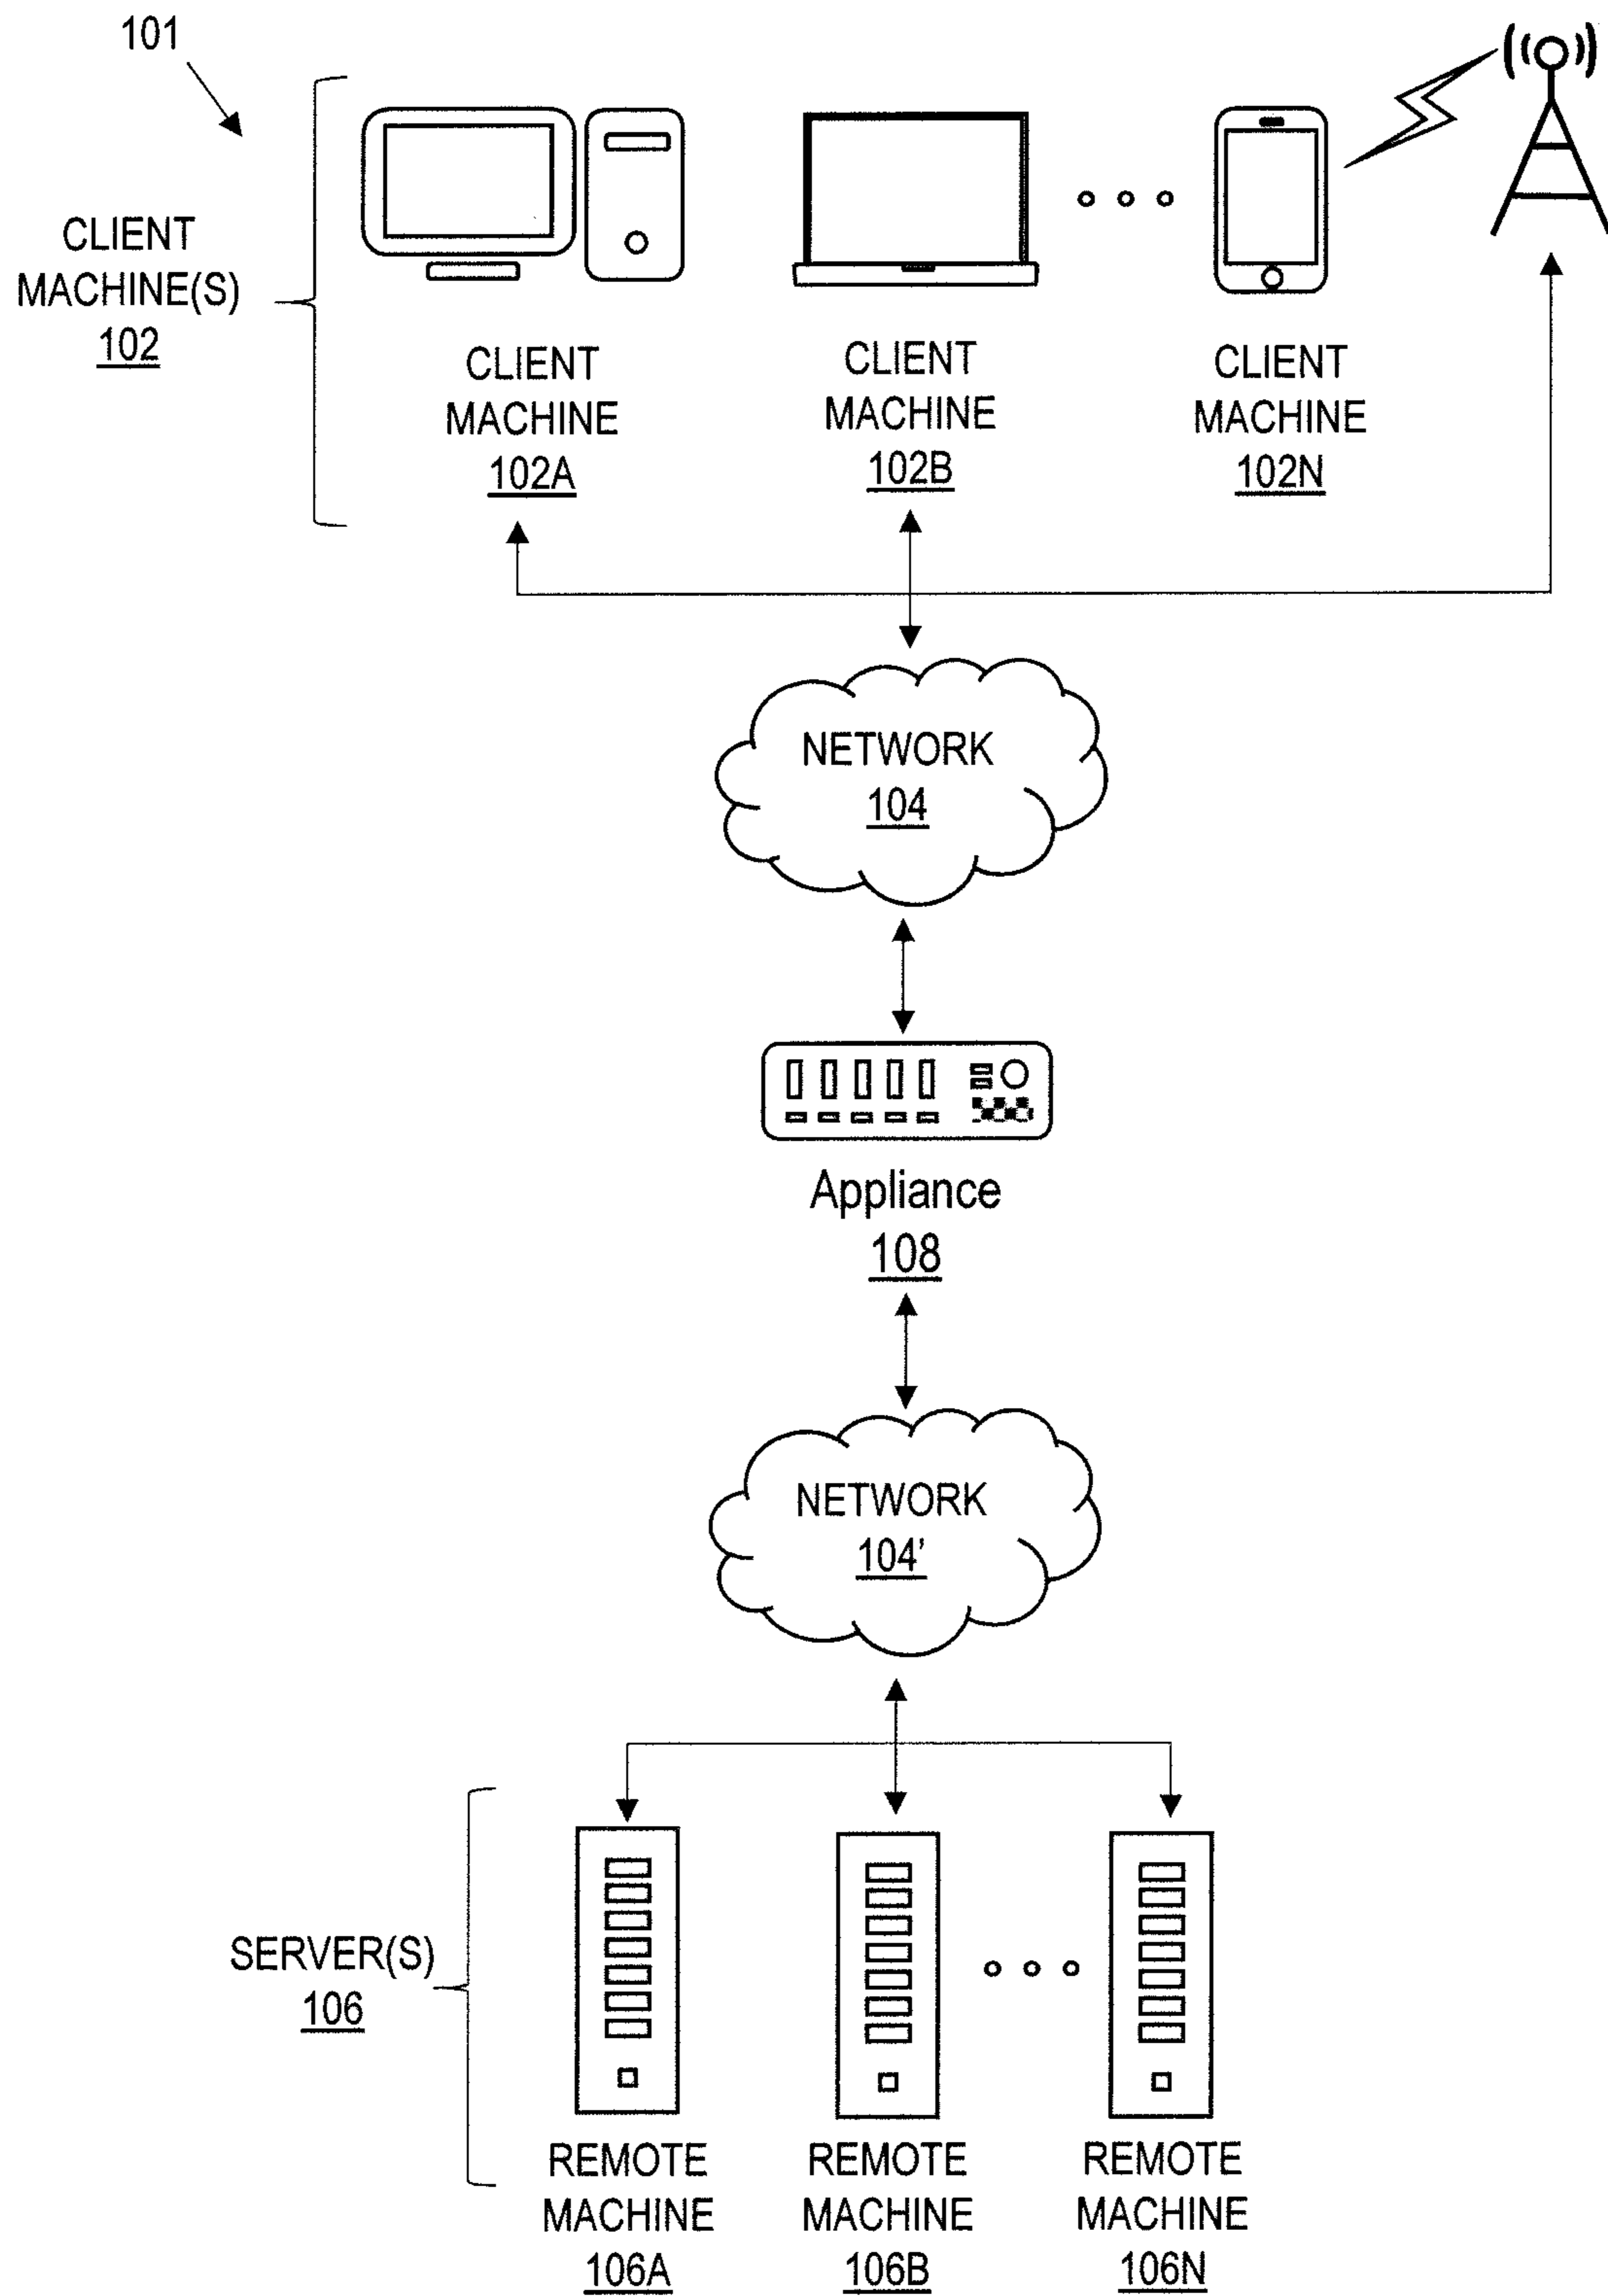 101
CLIENT
MACHINE(S)
102
CLIENT
MACHINE
102A
CLIENT
MACHINE
102B
CLIENT
MACHINE
102N
NETWORK
104
Appliance
108
NETWORK
104'
SERVER(S)
106
REMOTE
MACHINE
106A
REMOTE
MACHINE
106B
REMOTE
MACHINE
106N